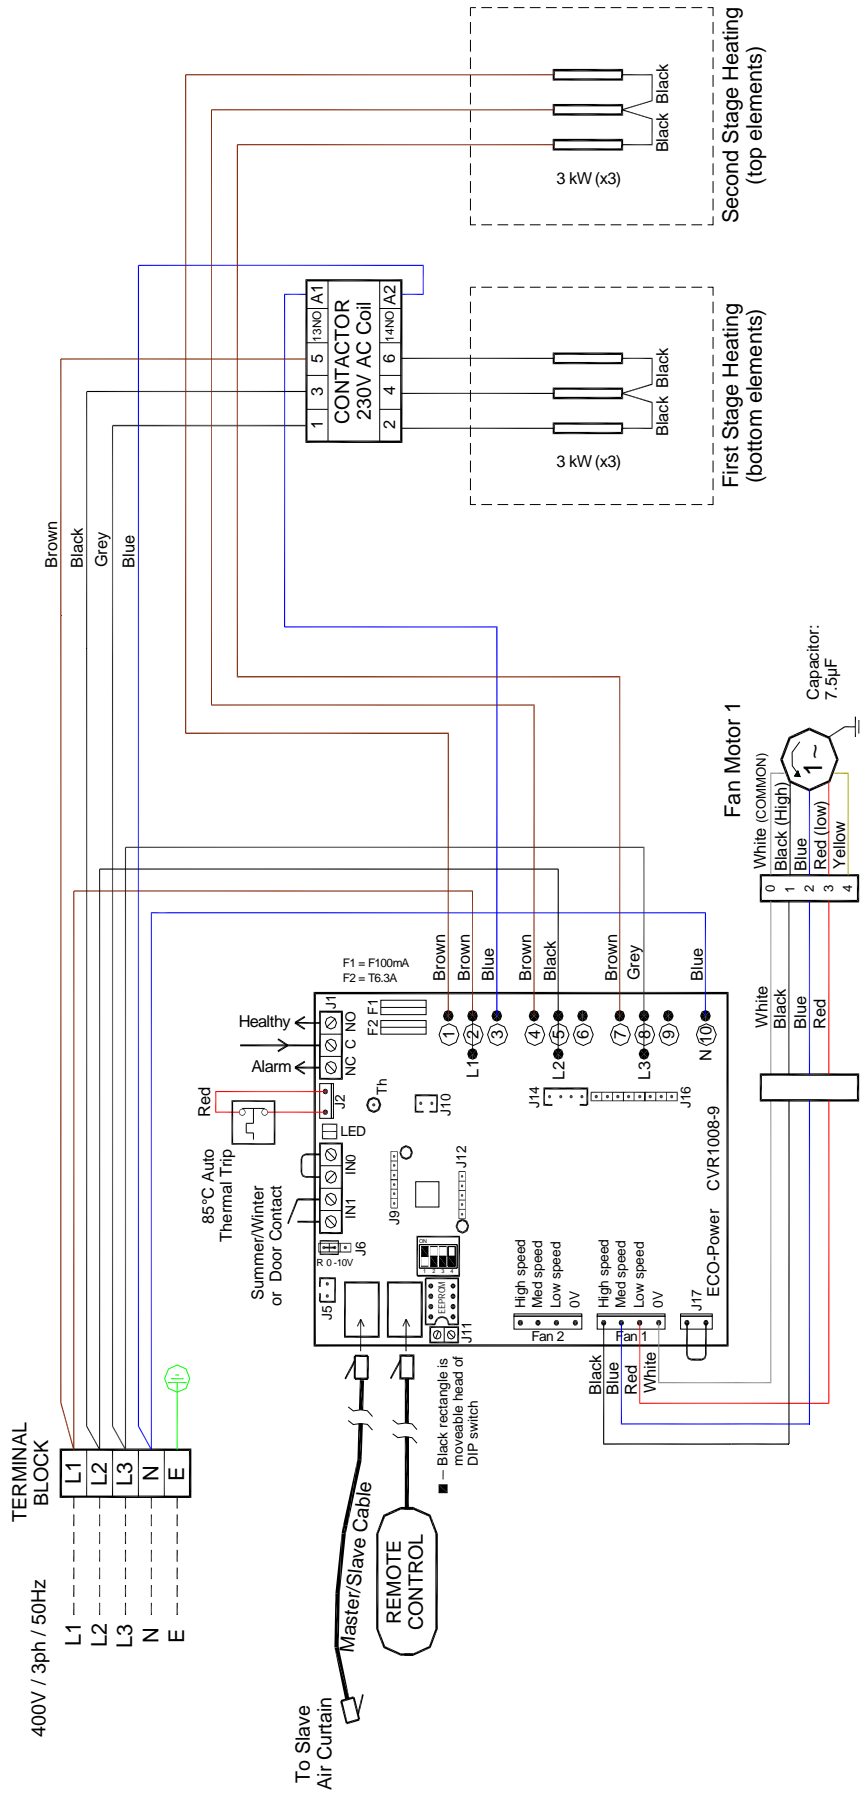 400V / 3ph / 50Hz
L1
L2
L3
N
E
TERMINAL
BLOCK
L1
L2
L3
N
E
Brown
Black
Grey
Blue
CONTACTOR
230V AC Coil
1
3
5
13NO
A1
2
4
6
14NO
A2
Second Stage Heating
(top elements)
3 kW (x3)
Black
Black
First Stage Heating
(bottom elements)
3 kW (x3)
Black
Black
To Slave
Air Curtain
Master/Slave Cable
REMOTE
CONTROL
Black rectangle is
moveable head of
DIP switch
Summer/Winter
or Door Contact
85°C Auto
Thermal Trip
Red
Alarm
Healthy
F1 = F100mA
F2 = T6.3A
J5
R 0 -10V
J6
IN1
IN0
LED
J2
NC
C
NO
J1
F2
F1
Th
J11
EEPROM
ON
1
2
3
4
J9
J12
J10
J14
J16
1
2
3
4
5
6
7
8
9
N
10
L1
L2
L3
Brown
Brown
Blue
Brown
Black
Brown
Grey
Blue
High speed
Med speed
Low speed
0V
Fan 2
High speed
Med speed
Low speed
0V
Fan 1
J17
ECO-Power CVR1008-9
Black
Blue
Red
White
White
Black
Blue
Red
0
1
2
3
4
White (COMMON)
Black (High)
Blue
Red (low)
Yellow
Fan Motor 1
1~
Capacitor:
7.5µF